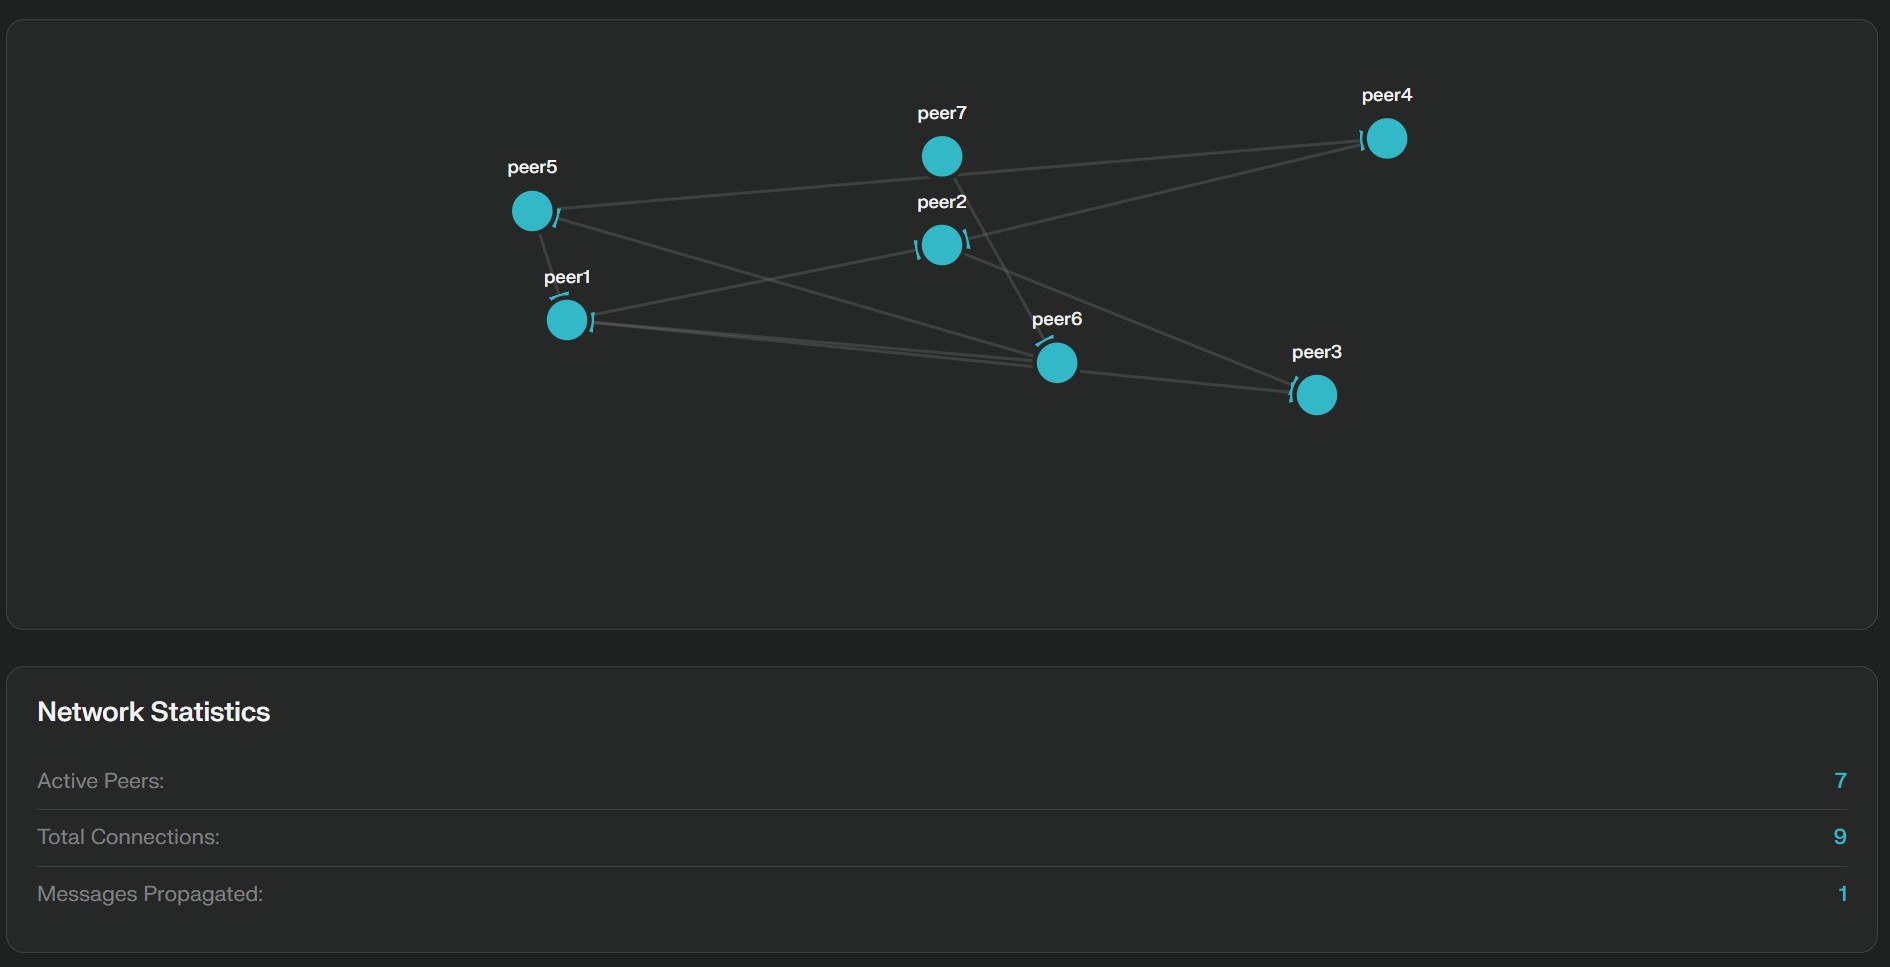 peer4
peer7
peer5
peer2
peer1
peer6
peer3
Network Statistics
Active Peers: 7
Total Connections: 9
Messages Propagated: 1